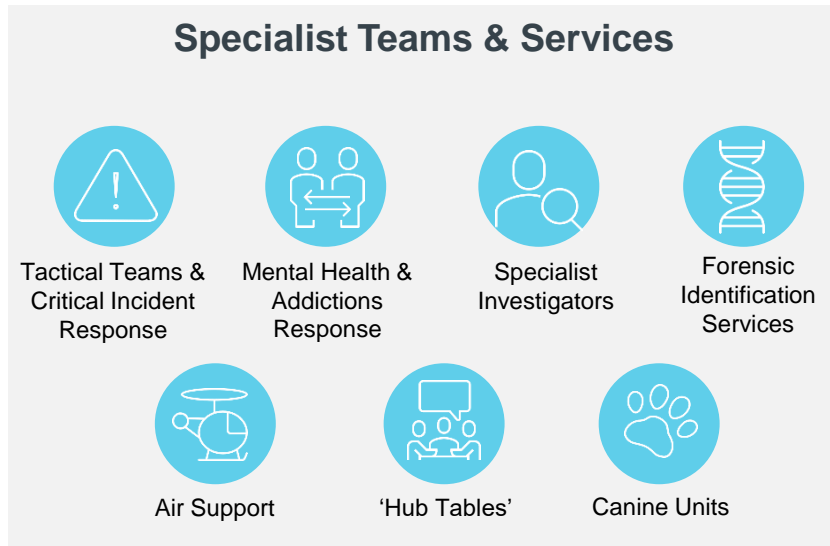 Specialist Teams & Services
Tactical Teams &
Critical Incident
Response
Mental Health &
Addictions
Response
Specialist
Investigators
Forensic
Identification
Services
Air Support
‘Hub Tables’
Canine Units